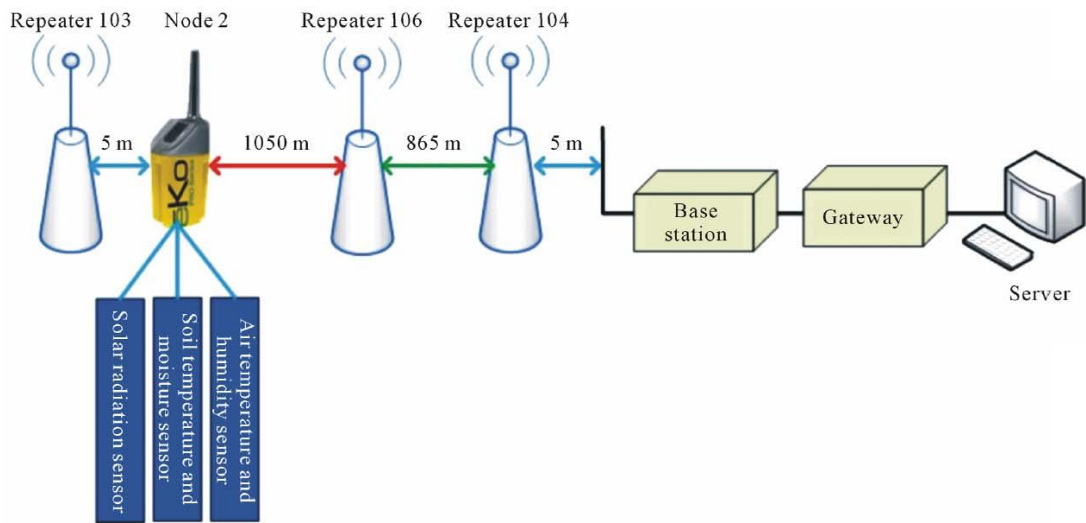 Repeater 103
Node 2
Repeater 106
Repeater 104
5 m
1050 m
865 m
5 m
eKo
Base
station
Gateway
Server
Solar radiation sensor
Soil temperature and
moisture sensor
Air temperature and
humidity sensor